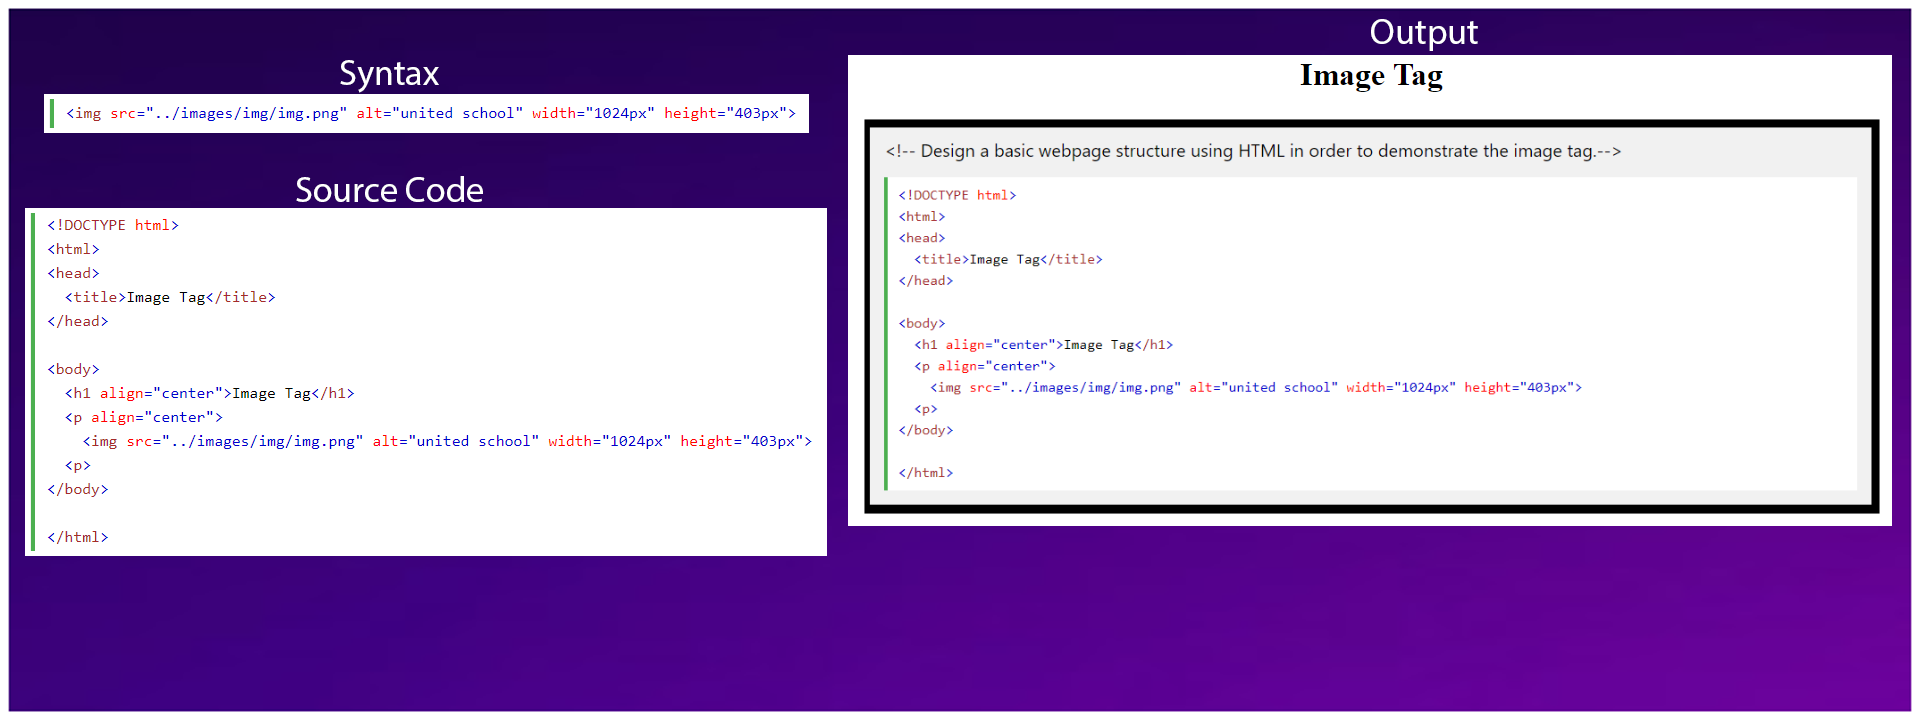 Syntax
<img src="../images/img/img.png" alt="united school" width="1024px" height="403px">
Source Code
<!DOCTYPE html>
<html>
<head>
  <title>Image Tag</title>
</head>
<body>
  <h1 align="center">Image Tag</h1>
  <p align="center">
    <img src="../images/img/img.png" alt="united school" width="1024px" height="403px">
  <p>
</body>
</html>
Output
Image Tag
<!-- Design a basic webpage structure using HTML in order to demonstrate the image tag.-->
<!DOCTYPE html>
<html>
<head>
  <title>Image Tag</title>
</head>
<body>
  <h1 align="center">Image Tag</h1>
  <p align="center">
    <img src="../images/img/img.png" alt="united school" width="1024px" height="403px">
  <p>
</body>
</html>